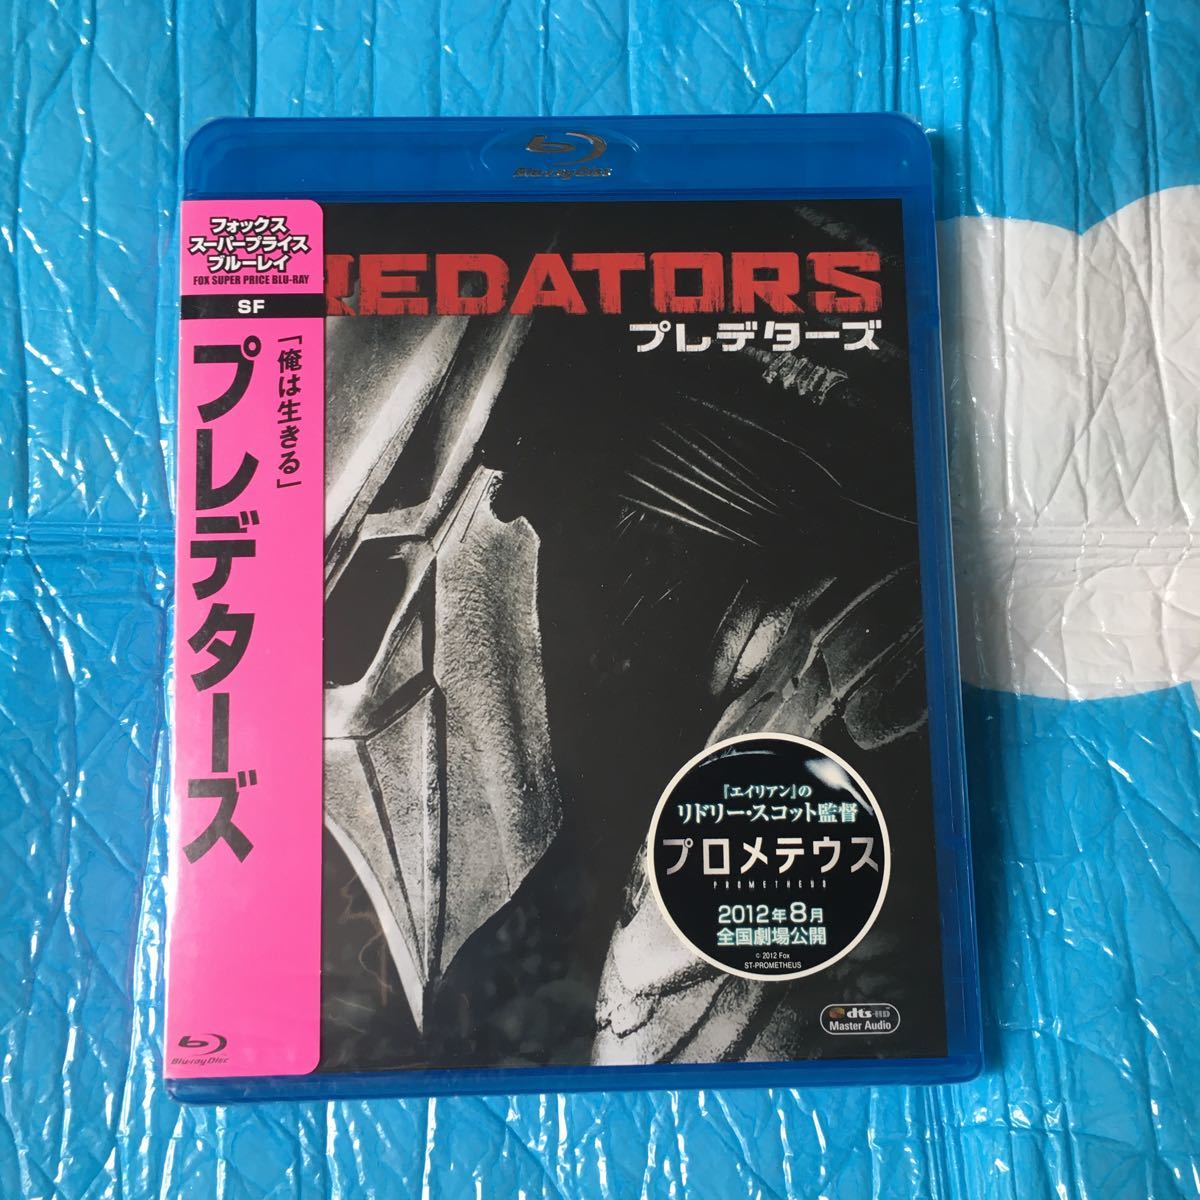 Blu-ray Disc
フォックス
スーパープライス
ブルーレイ
FOX SUPER PRICE BLU-RAY
SF
「俺は生きる」
プレデターズ
Blu-ray Disc
REDATORS
プレデターズ
『エイリアン』の
リドリー・スコット監督
プロメテウス
PROMETHEUS
2012年8月
全国劇場公開
© 2012 Fox
ST-PROMETHEUS
dts-HD
Master Audio